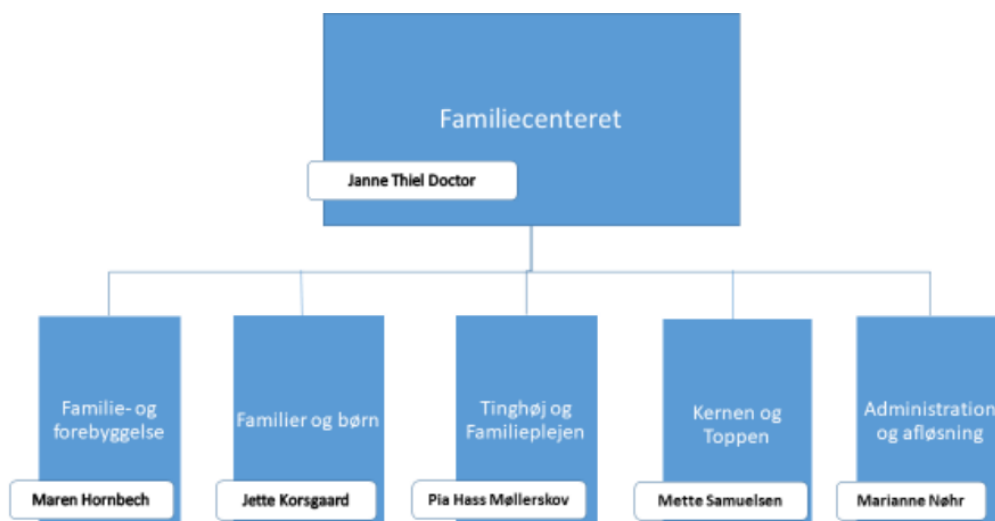 Familiecenteret
Janne Thiel Doctor
Familie- og
forebyggelse
Maren Hornbech
Familier og børn
Jette Korsgaard
Tinghøj og
Familieplejen
Pia Hass Møllerskov
Kernen og
Toppen
Mette Samuelsen
Administration
og afløsning
Marianne Nøhr